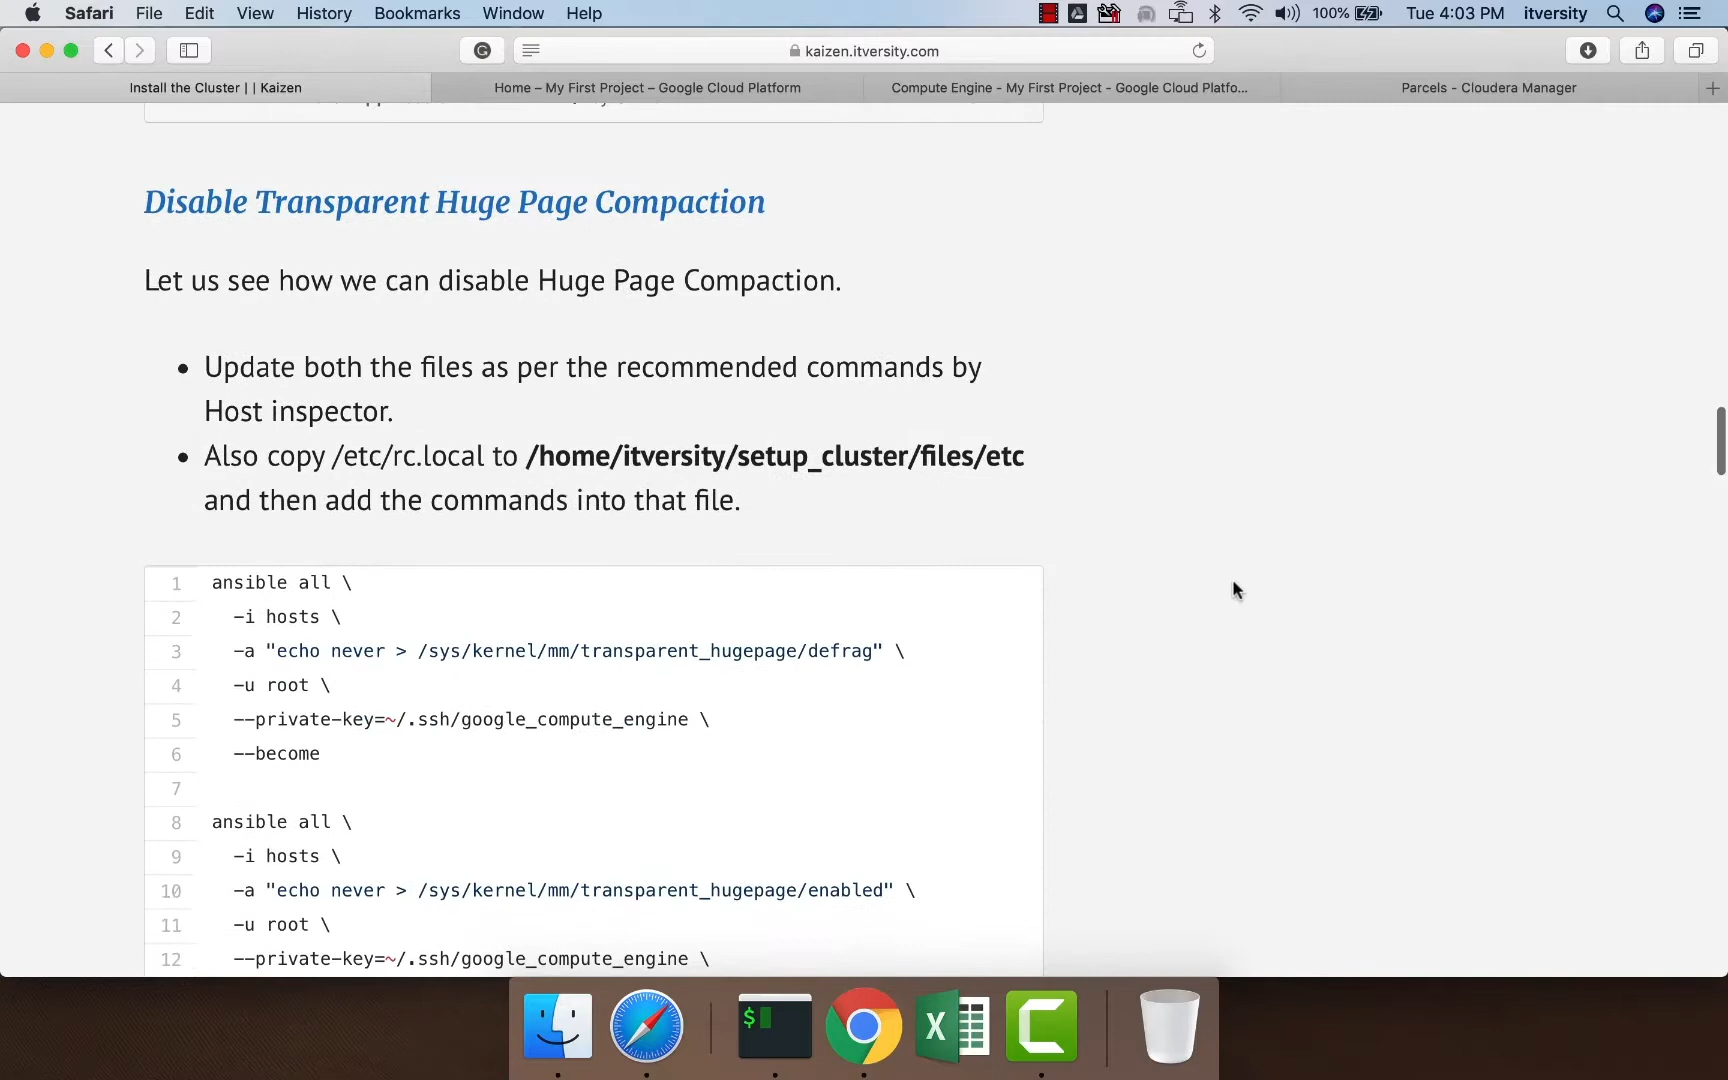 Safari File Edit View History Bookmarks Window Help 100% Tue 4:03 PM itversity
kaizen.itversity.com
Install the Cluster | | Kaizen
Home – My First Project – Google Cloud Platform
Compute Engine - My First Project - Google Cloud Platfo...
Parcels - Cloudera Manager
Disable Transparent Huge Page Compaction
Let us see how we can disable Huge Page Compaction.
• Update both the files as per the recommended commands by
Host inspector.
• Also copy /etc/rc.local to /home/itversity/setup_cluster/files/etc
and then add the commands into that file.
1 ansible all \
2 -i hosts \
3 -a "echo never > /sys/kernel/mm/transparent_hugepage/defrag" \
4 -u root \
5 --private-key=~/.ssh/google_compute_engine \
6 --become
7
8 ansible all \
9 -i hosts \
10 -a "echo never > /sys/kernel/mm/transparent_hugepage/enabled" \
11 -u root \
12 --private-key=~/.ssh/google_compute_engine \